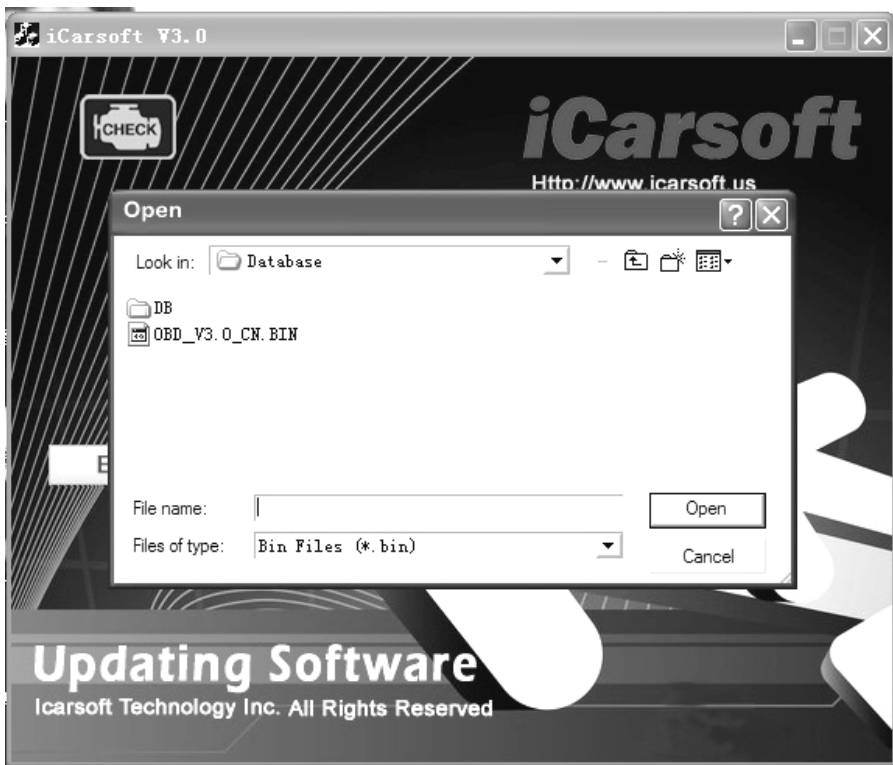 iCarsoft V3.0
CHECK
iCarsoft
Http://www.icarsoft.us
Open
Look in: Database
DB
OBD_V3.0_CN.BIN
E
File name:
Open
Files of type: Bin Files (*.bin)
Cancel
Updating Software
Icarsoft Technology Inc. All Rights Reserved